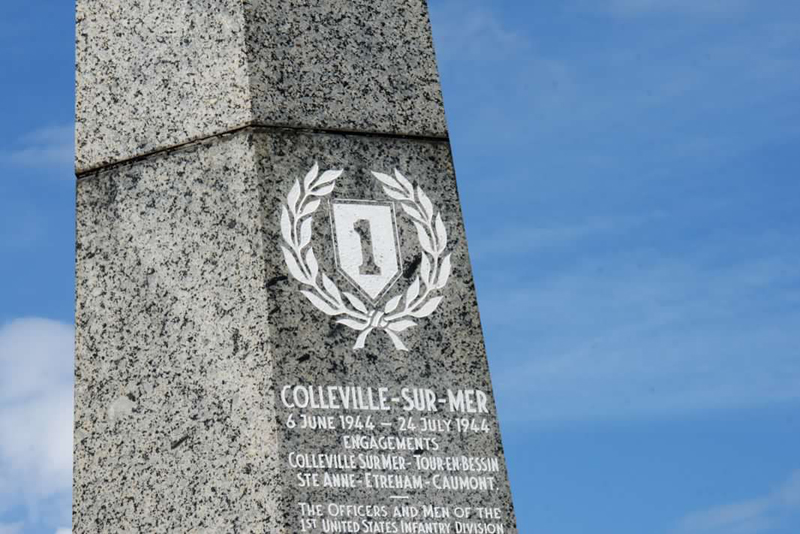 1
COLLEVILLE-SUR-MER
6 JUNE 1944 – 24 JULY 1944
ENGAGEMENTS
COLLEVILLE SUR MER - TOUR-EN-BESSIN
STE ANNE-ETREHAM-CAUMONT.
THE OFFICERS AND MEN OF THE
1ST UNITED STATES INFANTRY DIVISION